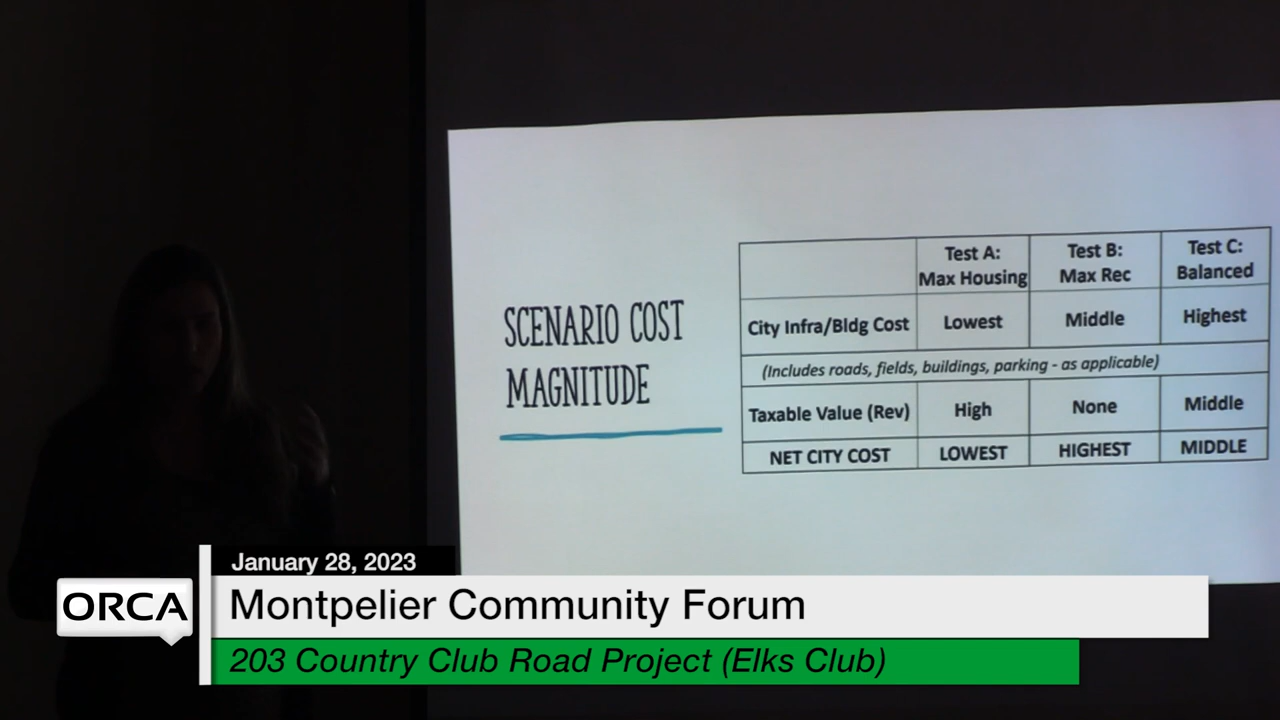 SCENARIO COST
MAGNITUDE
Test A: Test B: Test C:
Max Housing Max Rec Balanced
City Infra/Bldg Cost Lowest Middle Highest
(Includes roads, fields, buildings, parking - as applicable)
Taxable Value (Rev) High None Middle
NET CITY COST LOWEST HIGHEST MIDDLE
January 28, 2023
ORCA
Montpelier Community Forum
203 Country Club Road Project (Elks Club)